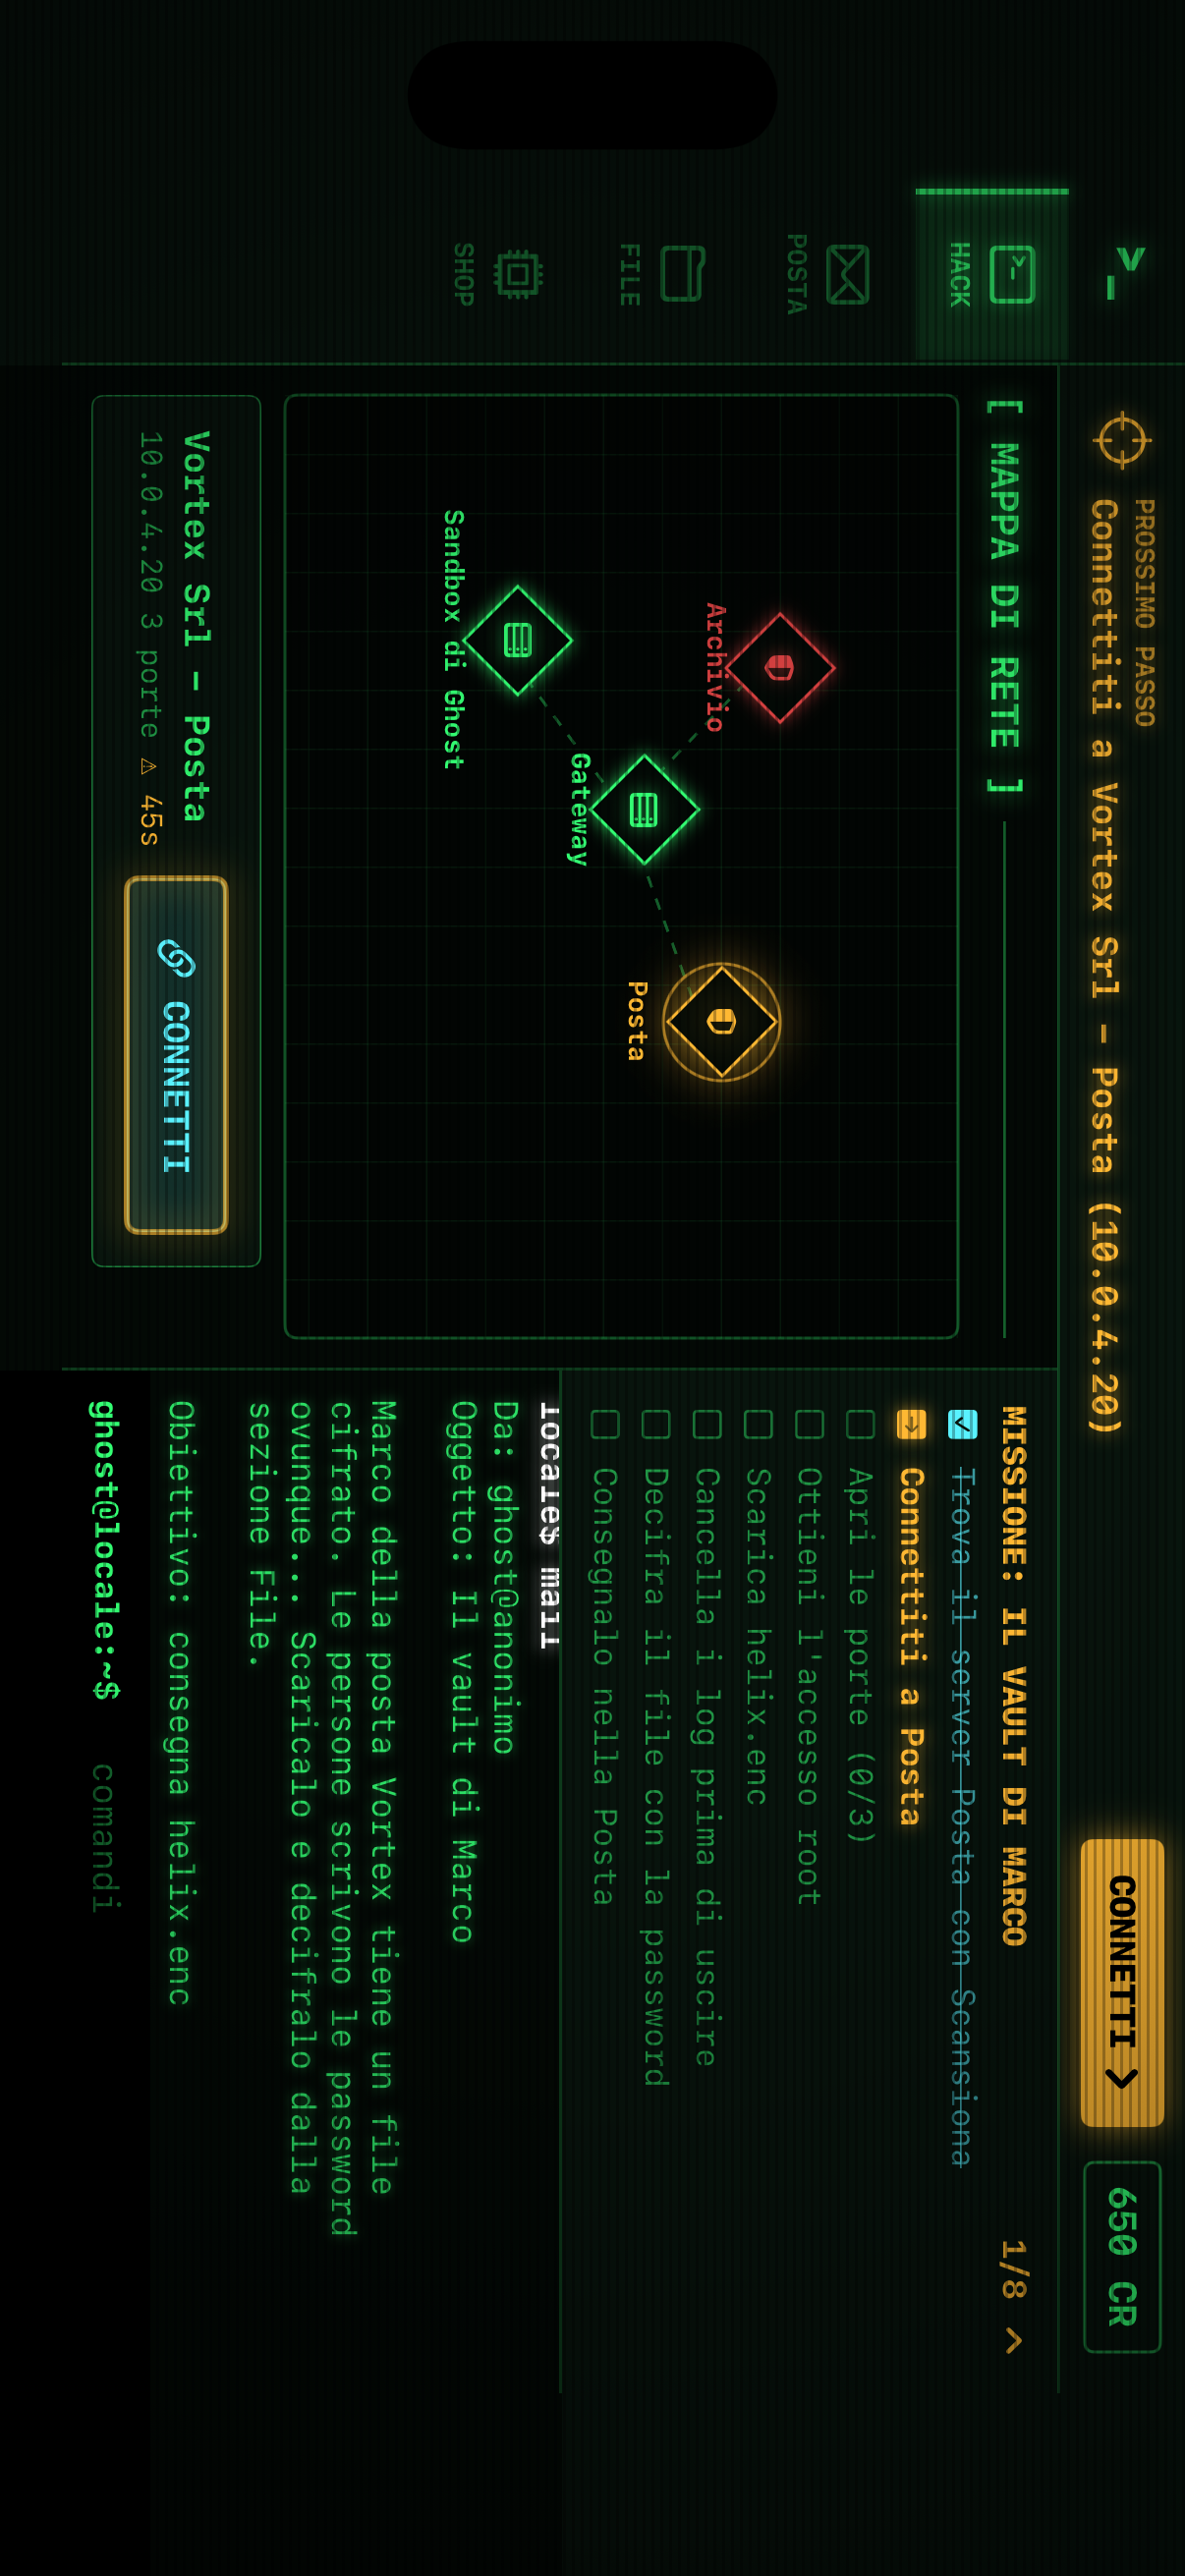 >_
PROSSIMO PASSO
Connettiti a Vortex Srl — Posta (10.0.4.20)
CONNETTI >
650 CR
HACK
POSTA
FILE
SHOP
[ MAPPA DI RETE ]
Archivio
Gateway
Posta
Sandbox di Ghost
Vortex Srl — Posta
10.0.4.20 3 porte ⚠ 45s
CONNETTI
MISSIONE: IL VAULT DI MARCO
1/8
Trova il server Posta con Scansiona
Connettiti a Posta
Apri le porte (0/3)
Ottieni l'accesso root
Scarica helix.enc
Cancella i log prima di uscire
Decifra il file con la password
Consegnalo nella Posta
locale$ mail
Da: ghost@anonimo
Oggetto: Il vault di Marco
Marco della posta Vortex tiene un file
cifrato. Le persone scrivono le password
ovunque... Scaricalo e decifralo dalla
sezione File.
Obiettivo: consegna helix.enc
ghost@locale:~$ comandi